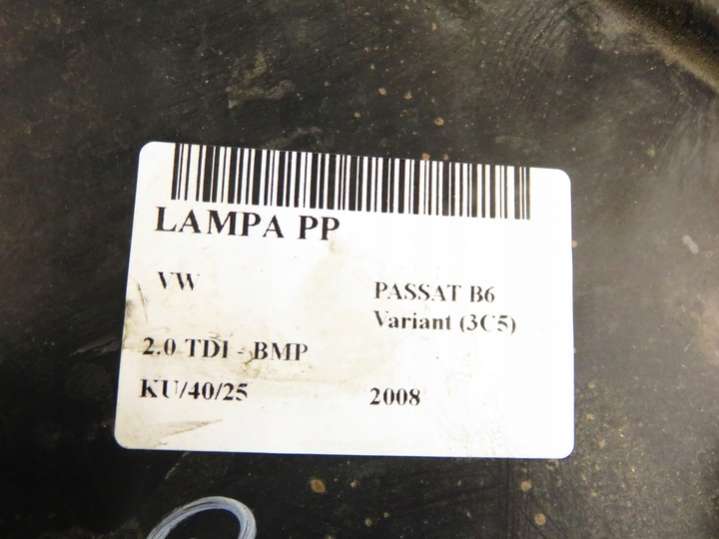 LAMPA PP
VW
PASSAT B6
Variant (3C5)
2.0 TDI - BMP
KU/40/25
2008